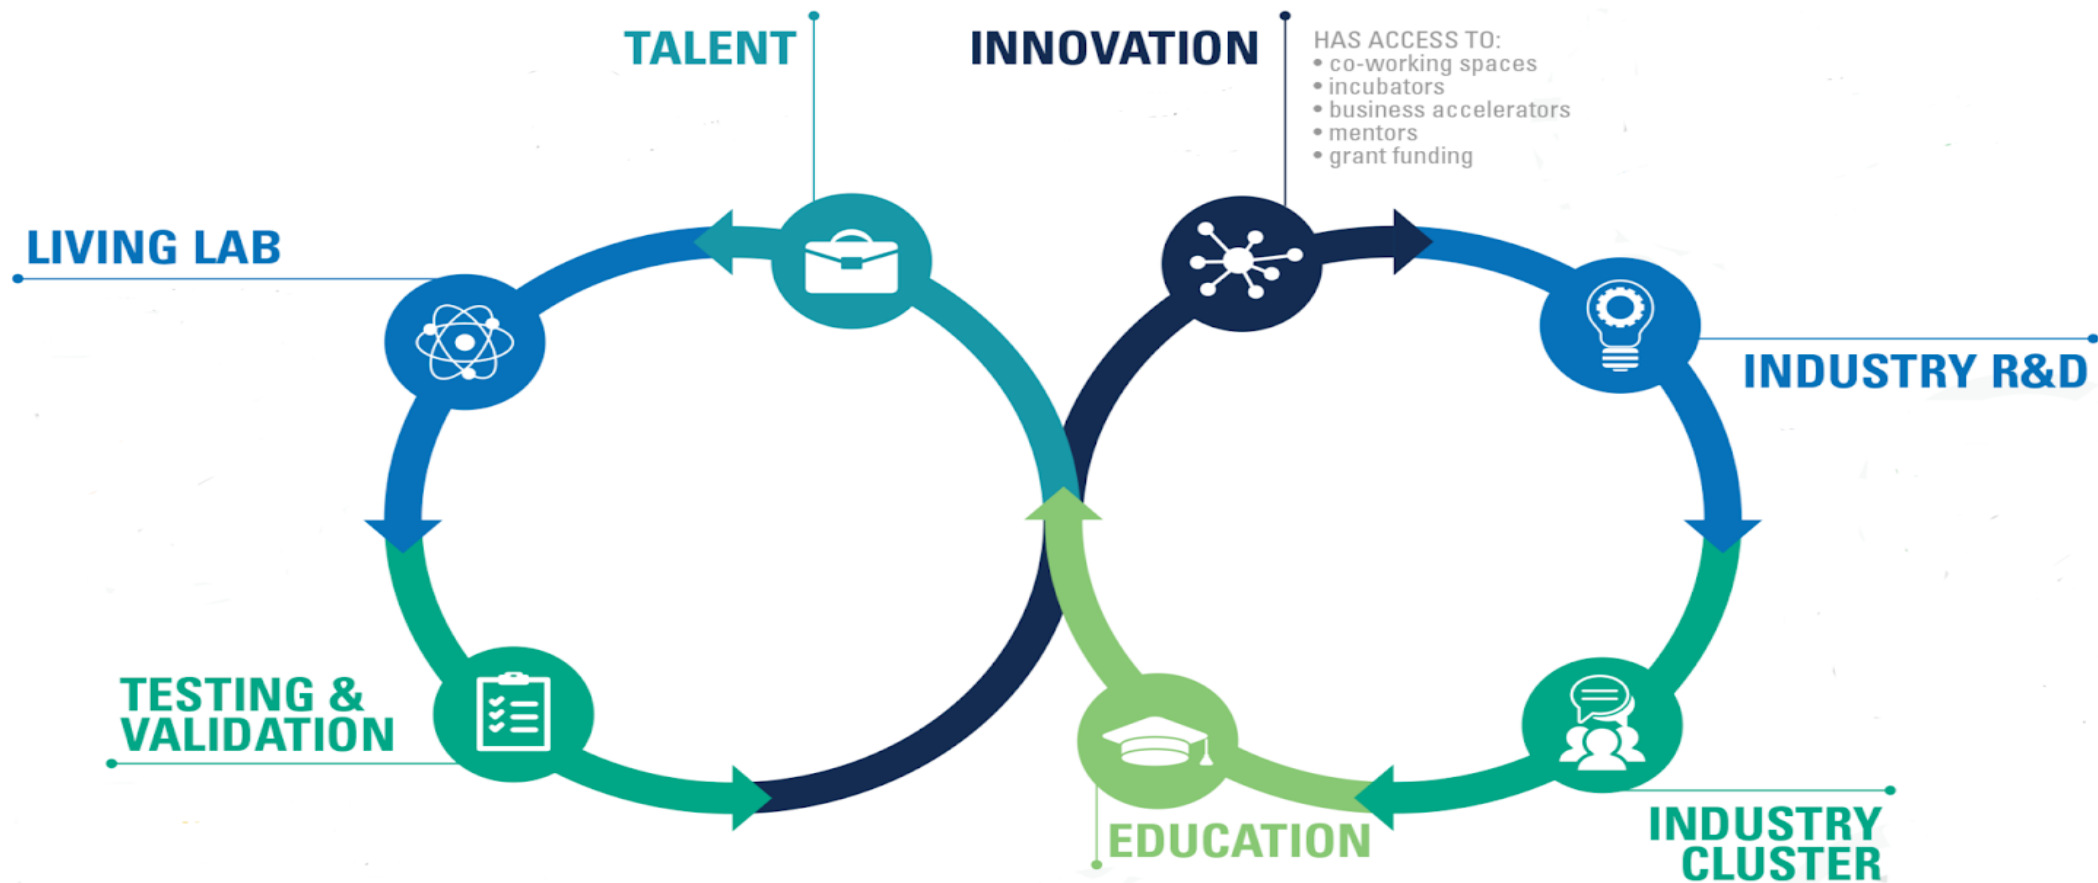 TALENT
INNOVATION
HAS ACCESS TO:
• co-working spaces
• incubators
• business accelerators
• mentors
• grant funding
LIVING LAB
INDUSTRY R&D
TESTING &
VALIDATION
EDUCATION
INDUSTRY
CLUSTER